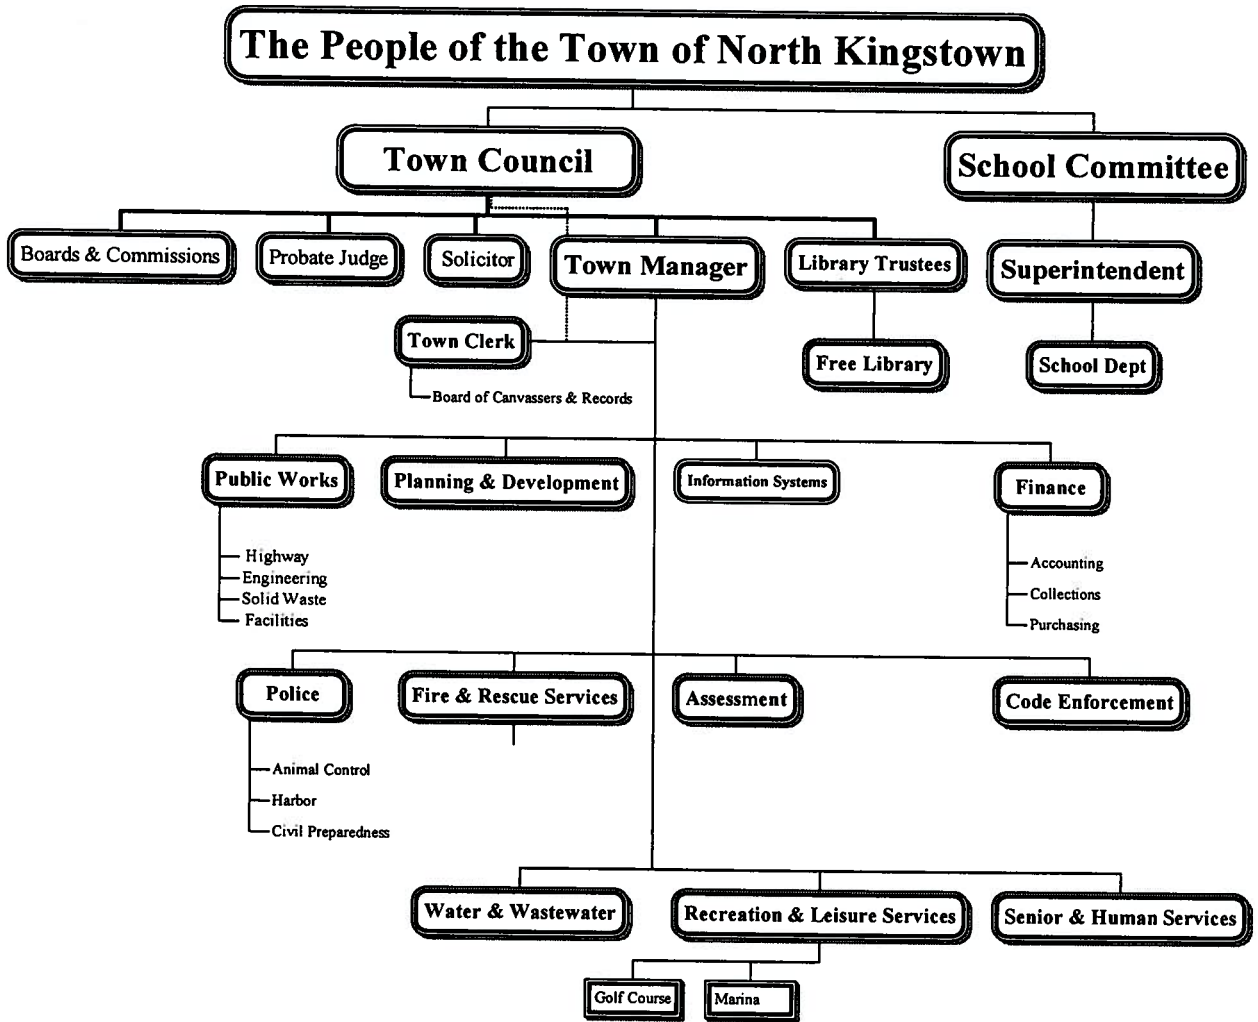 The People of the Town of North Kingstown
Town Council
School Committee
Boards & Commissions
Probate Judge
Solicitor
Town Manager
Library Trustees
Superintendent
Town Clerk
Free Library
School Dept
Board of Canvassers & Records
Public Works
Planning & Development
Information Systems
Finance
Highway
Engineering
Solid Waste
Facilities
Accounting
Collections
Purchasing
Police
Fire & Rescue Services
Assessment
Code Enforcement
Animal Control
Harbor
Civil Preparedness
Water & Wastewater
Recreation & Leisure Services
Senior & Human Services
Golf Course
Marina